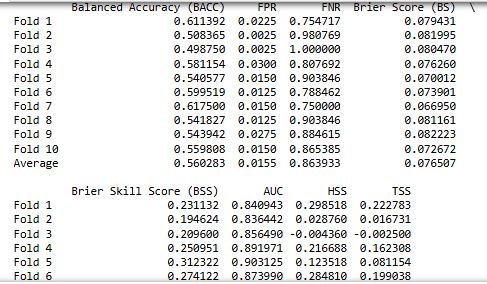 Balanced Accuracy (BACC) FPR FNR Brier Score (BS) \
Fold 1 0.611392 0.0225 0.754717 0.079431
Fold 2 0.508365 0.0025 0.980769 0.081995
Fold 3 0.498750 0.0025 1.000000 0.080470
Fold 4 0.581154 0.0300 0.807692 0.076260
Fold 5 0.540577 0.0150 0.903846 0.070012
Fold 6 0.599519 0.0125 0.788462 0.073901
Fold 7 0.617500 0.0150 0.750000 0.066950
Fold 8 0.541827 0.0125 0.903846 0.081161
Fold 9 0.543942 0.0275 0.884615 0.082223
Fold 10 0.559808 0.0150 0.865385 0.072672
Average 0.560283 0.0155 0.863933 0.076507
Brier Skill Score (BSS) AUC HSS TSS
Fold 1 0.231132 0.840943 0.298518 0.222783
Fold 2 0.194624 0.836442 0.028760 0.016731
Fold 3 0.209600 0.856490 -0.004360 -0.002500
Fold 4 0.250951 0.891971 0.216688 0.162308
Fold 5 0.312322 0.903125 0.123518 0.081154
Fold 6 0.274122 0.873990 0.284810 0.199038